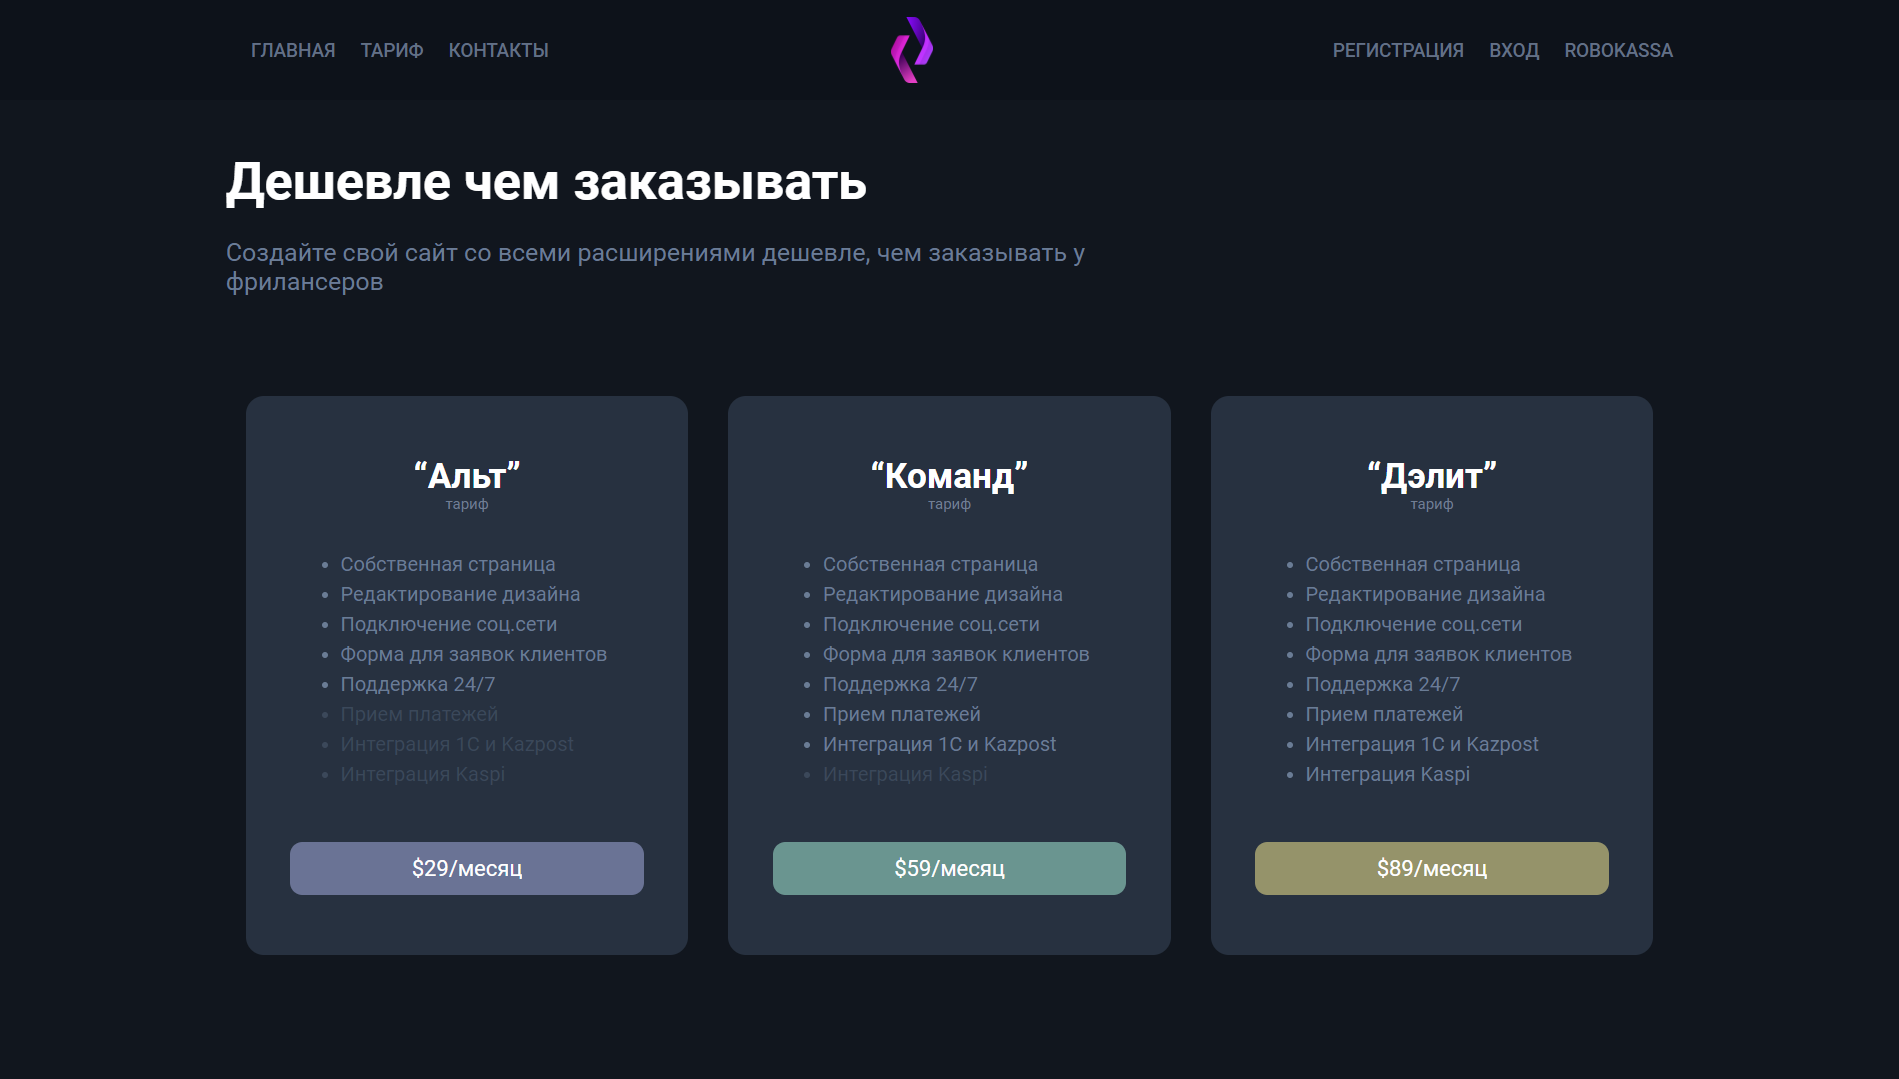 ГЛАВНАЯ ТАРИФ КОНТАКТЫ РЕГИСТРАЦИЯ ВХОД ROBOKASSA
Дешевле чем заказывать
Создайте свой сайт со всеми расширениями дешевле, чем заказывать у
фрилансеров
“Альт”
тариф
Собственная страница
Редактирование дизайна
Подключение соц.сети
Форма для заявок клиентов
Поддержка 24/7
Прием платежей
Интеграция 1С и Kazpost
Интеграция Kaspi
$29/месяц
“Команд”
тариф
Собственная страница
Редактирование дизайна
Подключение соц.сети
Форма для заявок клиентов
Поддержка 24/7
Прием платежей
Интеграция 1С и Kazpost
Интеграция Kaspi
$59/месяц
“Дэлит”
тариф
Собственная страница
Редактирование дизайна
Подключение соц.сети
Форма для заявок клиентов
Поддержка 24/7
Прием платежей
Интеграция 1С и Kazpost
Интеграция Kaspi
$89/месяц